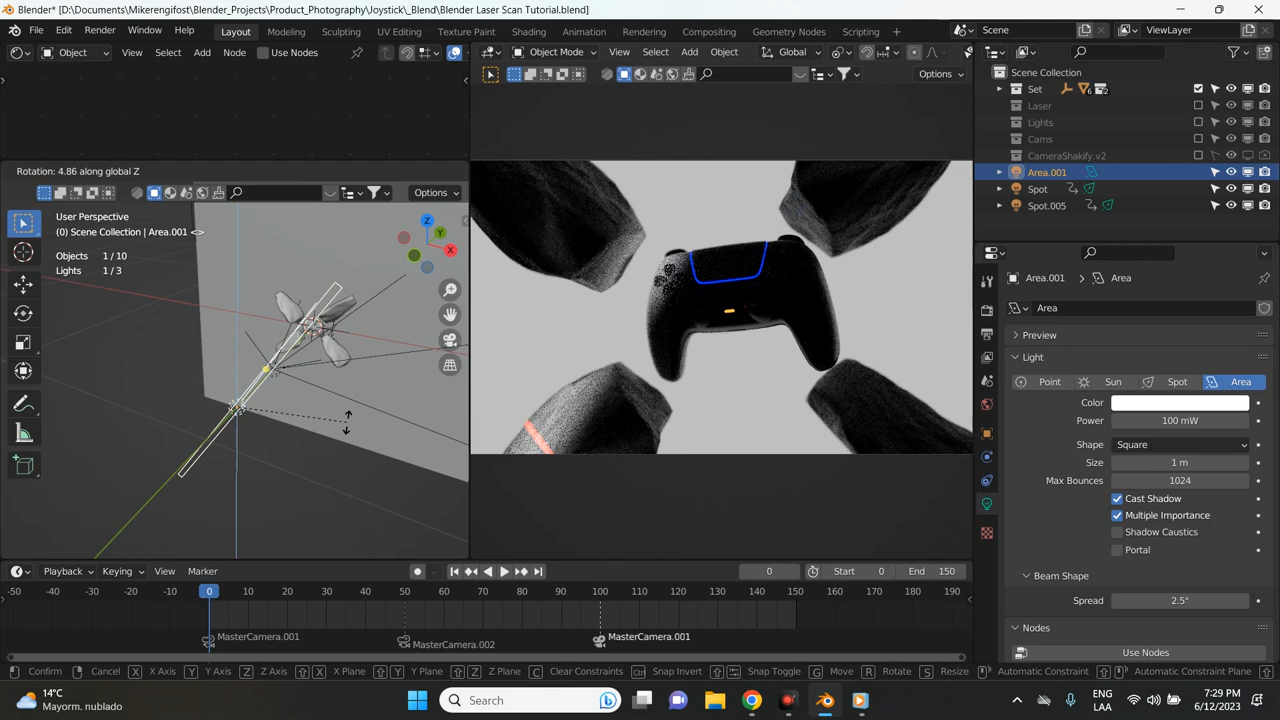 Blender* [D:\Documents\Mikerengifost\Blender_Projects\Product_Photography\Joystick\_Blend\Blender Laser Scan Tutorial.blend]
File Edit Render Window Help Layout Modeling Sculpting UV Editing Texture Paint Shading Animation Rendering Compositing Geometry Nodes Scripting Scene ViewLayer
Object View Select Add Node Use Nodes
Object Mode View Select Add Object Global
Options
Rotation: 4.86 along global Z
Options
User Perspective
(0) Scene Collection | Area.001 <>
Objects 1 / 10
Lights 1 / 3
Z
Y
X
Scene Collection
Set 6 2
Laser
Lights
Cams
CameraShakify.v2
Area.001
Spot
Spot.005
Area.001 Area
Area
Preview
Light
Point Sun Spot Area
Color
Power 100 mW
Shape Square
Size 1 m
Max Bounces 1024
Cast Shadow
Multiple Importance
Shadow Caustics
Portal
Beam Shape
Spread 2.5°
Nodes
Use Nodes
Playback Keying View Marker 0 Start 0 End 150
-50 -40 -30 -20 -10 0 10 20 30 40 50 60 70 80 90 100 110 120 130 140 150 160 170 180 190
MasterCamera.001 MasterCamera.002 MasterCamera.001
Confirm Cancel X X Axis Y Y Axis Z Z Axis X X Plane Y Y Plane Z Z Plane C Clear Constraints Ctrl Snap Invert Snap Toggle G Move R Rotate S Resize Automatic Constraint Automatic Constraint Plane
14°C
Mayorm. nublado
Search
ENG
LAA
7:29 PM
6/12/2023